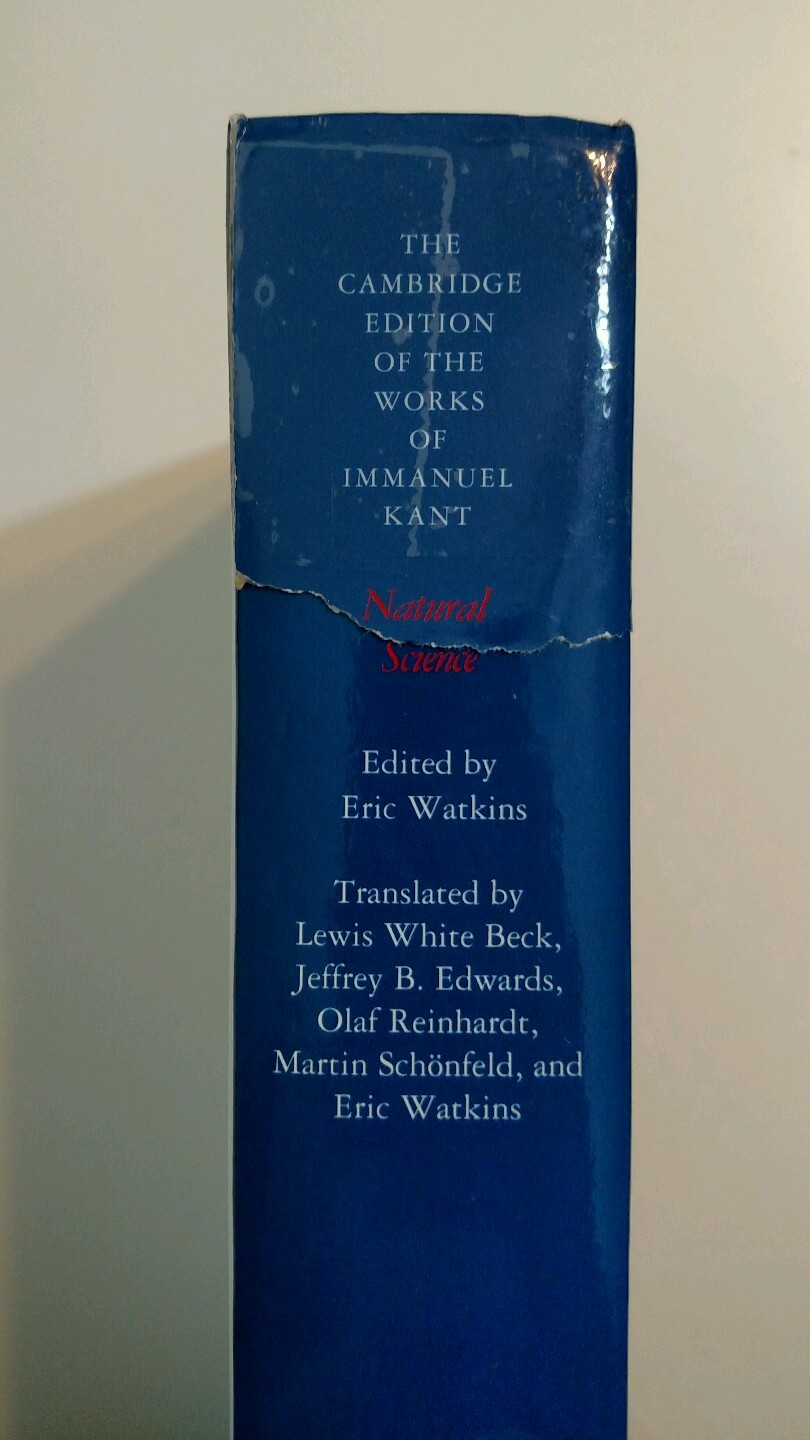 THE
CAMBRIDGE
EDITION
OF THE
WORKS
OF
IMMANUEL
KANT
Natural
Science
Edited by
Eric Watkins
Translated by
Lewis White Beck,
Jeffrey B. Edwards,
Olaf Reinhardt,
Martin Schönfeld, and
Eric Watkins